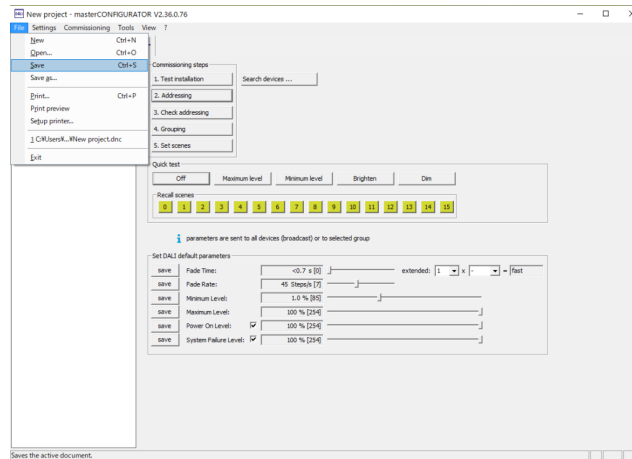 New project - masterCONFIGURATOR V2.36.0.76
File Settings Commissioning Tools View ?
New Ctrl+N
Open... Ctrl+O
Save Ctrl+S
Save as...
Print... Ctrl+P
Print preview
Setup printer...
1 C:¥Users¥...¥New project.dnc
Exit
Commissioning steps
1. Test installation Search devices ...
2. Addressing
3. Check addressing
4. Grouping
5. Set scenes
Quick test
Off Maximum level Minimum level Brighten Dim
Recall scenes
0 1 2 3 4 5 6 7 8 9 10 11 12 13 14 15
parameters are sent to all devices (broadcast) or to selected group
Set DALI default parameters
save Fade Time: <0.7 s [0] extended: 1 x - = fast
save Fade Rate: 45 Steps/s [7]
save Minimum Level: 1.0 % [85]
save Maximum Level: 100 % [254]
save Power On Level: 100 % [254]
save System Failure Level: 100 % [254]
Saves the active document.